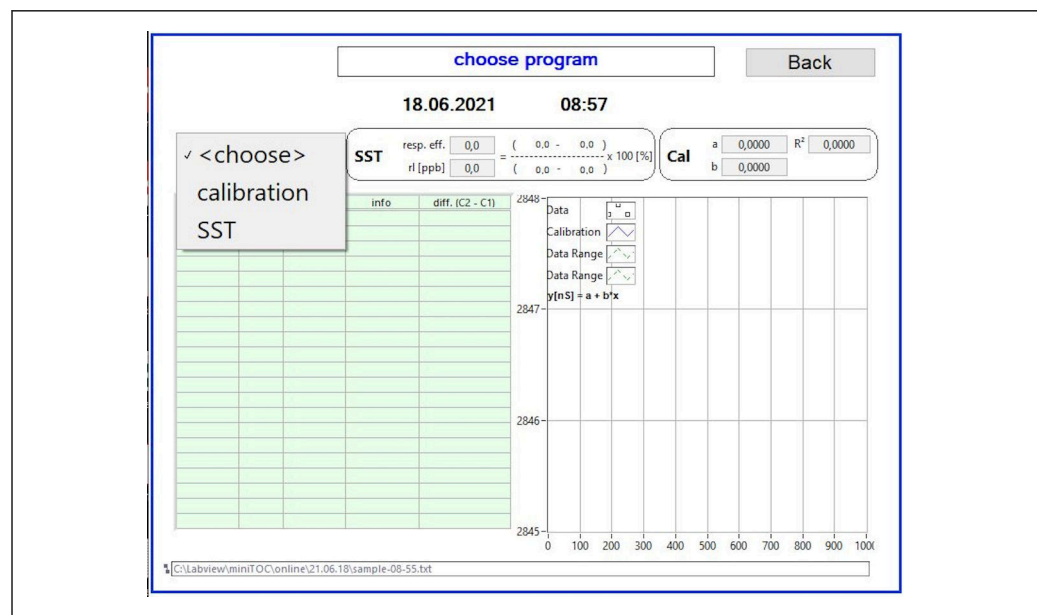 choose program
Back
18.06.2021 08:57
✓ <choose>
calibration
SST
SST
resp. eff. 0,0
rl [ppb] 0,0
=
( 0,0 - 0,0 )
( 0,0 - 0,0 )
x 100 [%]
Cal
a 0,0000 R² 0,0000
b 0,0000
info diff. (C2 - C1)
Data
Calibration
Data Range
Data Range
y[nS] = a + b*x
2848
2847
2846
2845
0 100 200 300 400 500 600 700 800 900 1000
C:\Labview\miniTOC\online\21.06.18\sample-08-55.txt